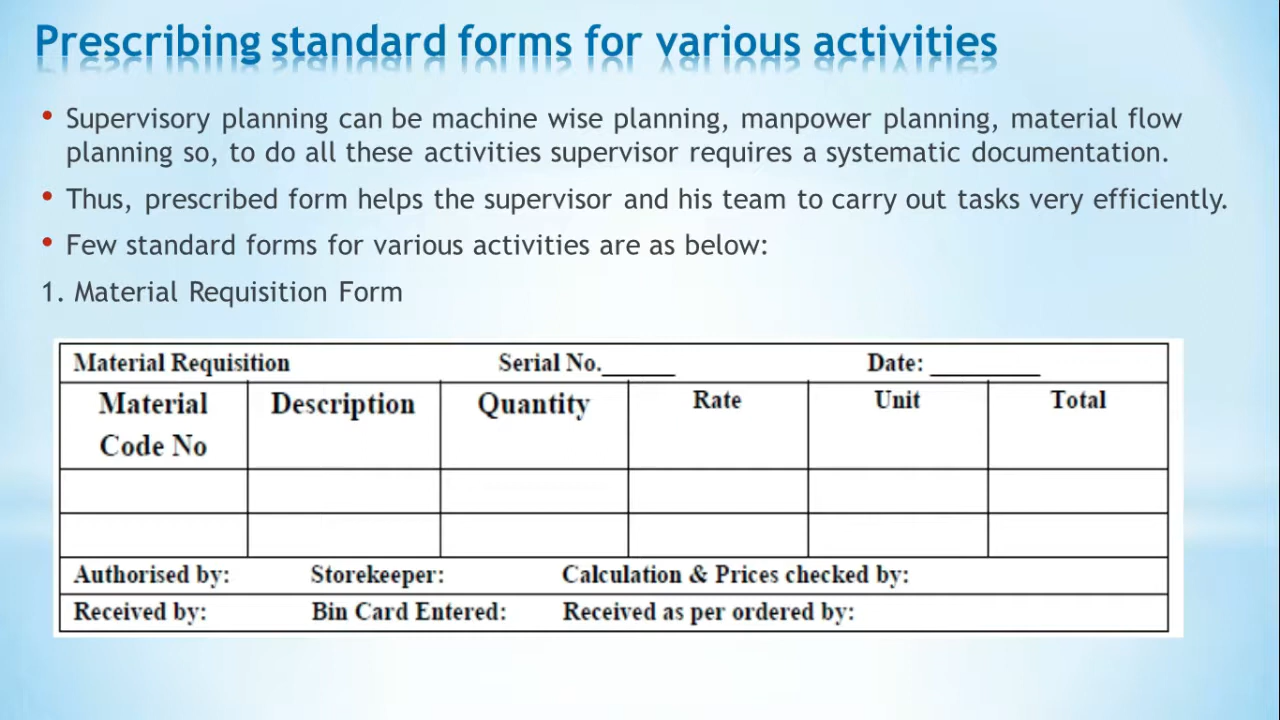 Prescribing standard forms for various activities
• Supervisory planning can be machine wise planning, manpower planning, material flow
planning so, to do all these activities supervisor requires a systematic documentation.
• Thus, prescribed form helps the supervisor and his team to carry out tasks very efficiently.
• Few standard forms for various activities are as below:
1. Material Requisition Form
Material Requisition Serial No.______ Date: _________
Material Description Quantity Rate Unit Total
Code No
Authorised by: Storekeeper: Calculation & Prices checked by:
Received by: Bin Card Entered: Received as per ordered by: